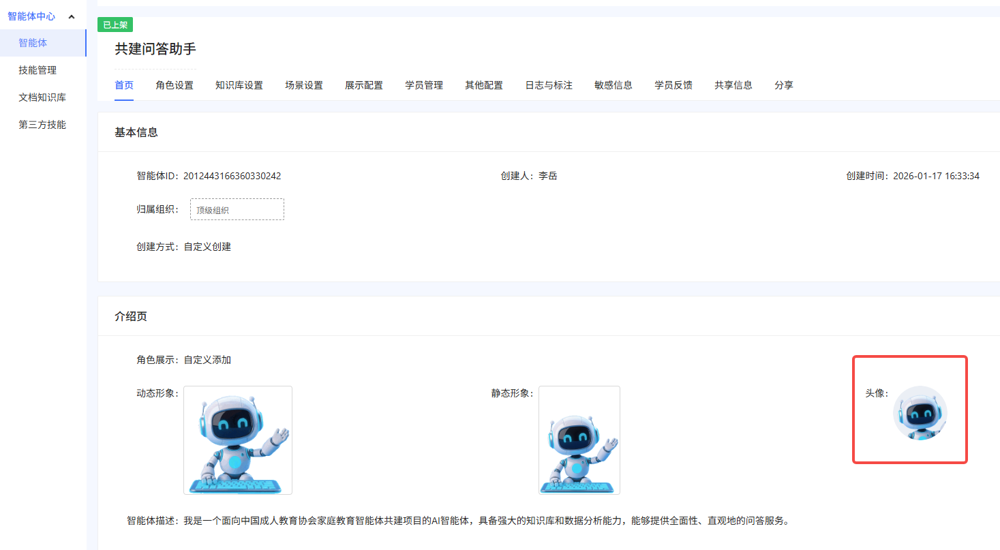 智能体中心
智能体
技能管理
文档知识库
第三方技能
已上架
共建问答助手
首页 角色设置 知识库设置 场景设置 展示配置 学员管理 其他配置 日志与标注 敏感信息 学员反馈 共享信息 分享
基本信息
智能体ID：2012443166360330242 创建人：李岳 创建时间：2026-01-17 16:33:34
归属组织： 顶级组织
创建方式：自定义创建
介绍页
角色展示：自定义添加
动态形象： 静态形象： 头像：
智能体描述：我是一个面向中国成人教育协会家庭教育智能体共建项目的AI智能体，具备强大的知识库和数据分析能力，能够提供全面性、直观地的问答服务。